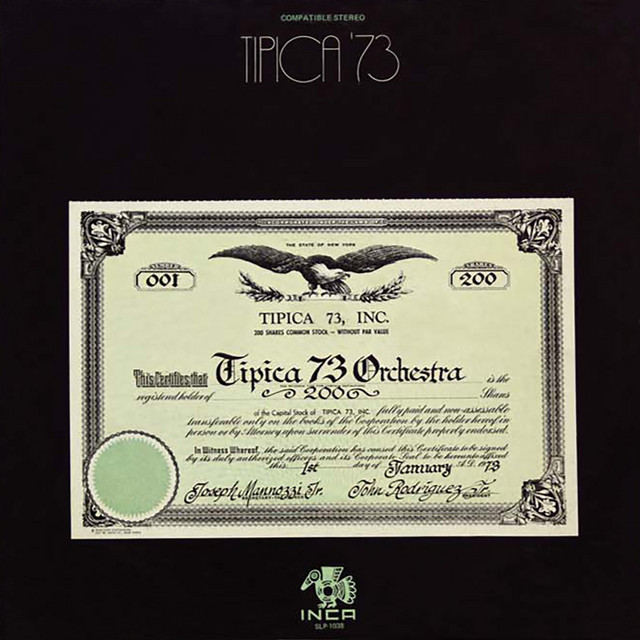 COMPATIBLE STEREO
TIPICA '73
THE STATE OF NEW YORK
NUMBER
001
SHARES
200
TIPICA 73, INC.
200 SHARES COMMON STOCK — WITHOUT PAR VALUE
This Certifies that Tipica 73 Orchestra is the
registered holder of 200 Shares
of the Capital Stock of TIPICA 73, INC. fully paid and non-assessable
transferable only on the books of the Corporation by the holder hereof in
person or by Attorney upon surrender of this Certificate properly endorsed.
In Witness Whereof, the said Corporation has caused this Certificate to be signed
by its duly authorized officers and its Corporate Seal to be hereunto affixed
this 1st day of January A.D. 1973
Joseph Mannozzi Jr. John Rodriguez Jr.
PRESIDENT
INCA
SLP-1038